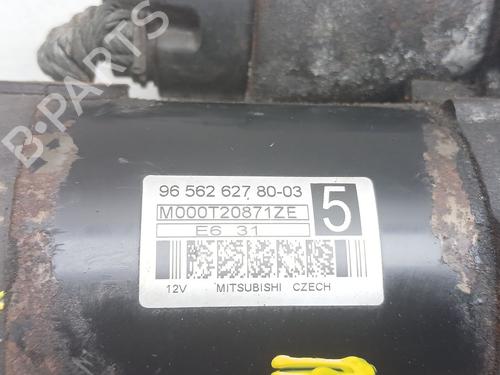 B-PARTS
96 562 627 80-03
M000T20871ZE
5
E6 31
12V MITSUBISHI CZECH